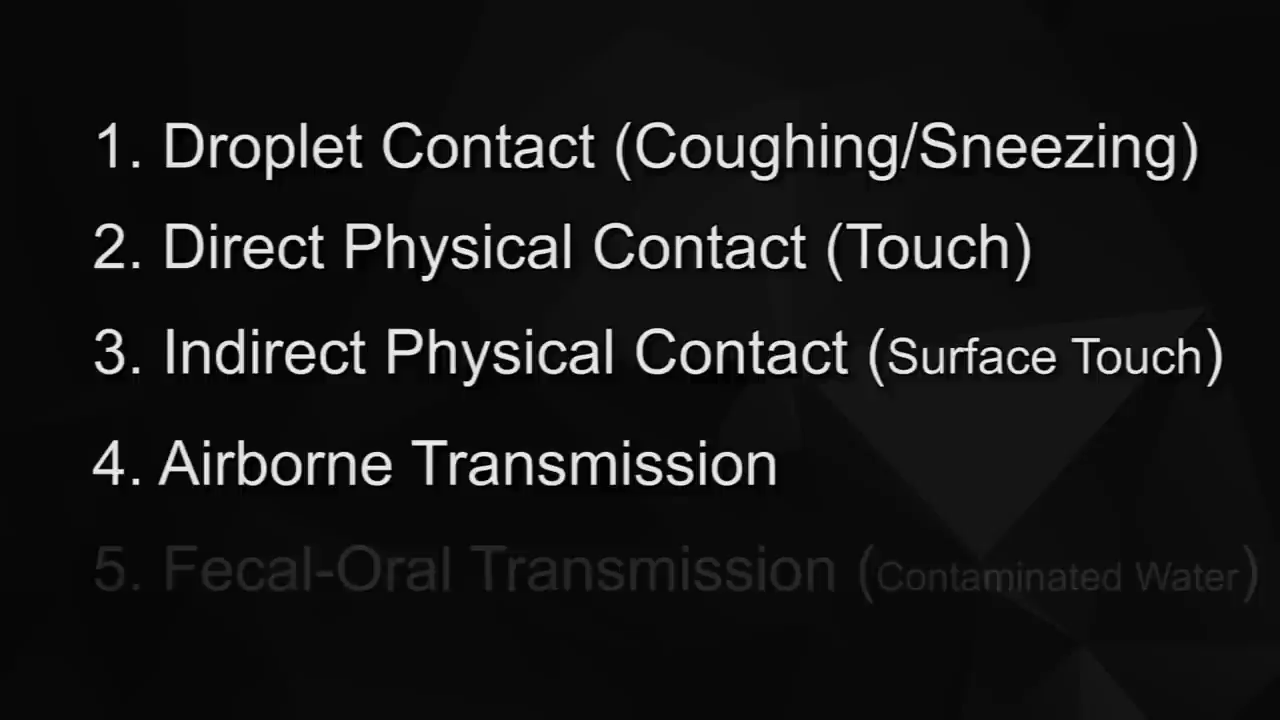 1. Droplet Contact (Coughing/Sneezing)
2. Direct Physical Contact (Touch)
3. Indirect Physical Contact (Surface Touch)
4. Airborne Transmission
5. Fecal-Oral Transmission (Contaminated Water)